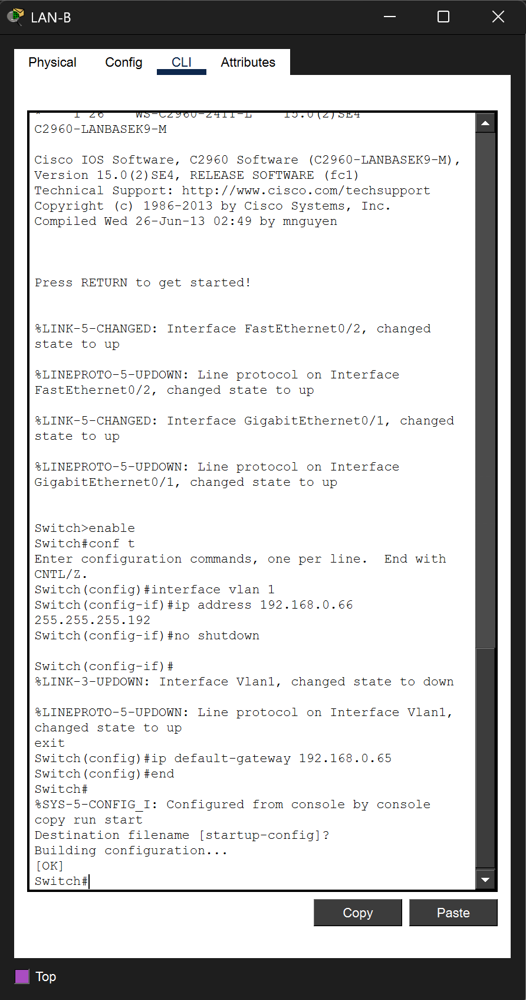 LAN-B
Physical Config CLI Attributes
* 1 26 WS-C2960-24TT-L 15.0(2)SE4
C2960-LANBASEK9-M
Cisco IOS Software, C2960 Software (C2960-LANBASEK9-M),
Version 15.0(2)SE4, RELEASE SOFTWARE (fc1)
Technical Support: http://www.cisco.com/techsupport
Copyright (c) 1986-2013 by Cisco Systems, Inc.
Compiled Wed 26-Jun-13 02:49 by mnguyen
Press RETURN to get started!
%LINK-5-CHANGED: Interface FastEthernet0/2, changed
state to up
%LINEPROTO-5-UPDOWN: Line protocol on Interface
FastEthernet0/2, changed state to up
%LINK-5-CHANGED: Interface GigabitEthernet0/1, changed
state to up
%LINEPROTO-5-UPDOWN: Line protocol on Interface
GigabitEthernet0/1, changed state to up
Switch>enable
Switch#conf t
Enter configuration commands, one per line.  End with
CNTL/Z.
Switch(config)#interface vlan 1
Switch(config-if)#ip address 192.168.0.66
255.255.255.192
Switch(config-if)#no shutdown
Switch(config-if)#
%LINK-3-UPDOWN: Interface Vlan1, changed state to down
%LINEPROTO-5-UPDOWN: Line protocol on Interface Vlan1,
changed state to up
exit
Switch(config)#ip default-gateway 192.168.0.65
Switch(config)#end
Switch#
%SYS-5-CONFIG_I: Configured from console by console
copy run start
Destination filename [startup-config]?
Building configuration...
[OK]
Switch#
Copy Paste
Top